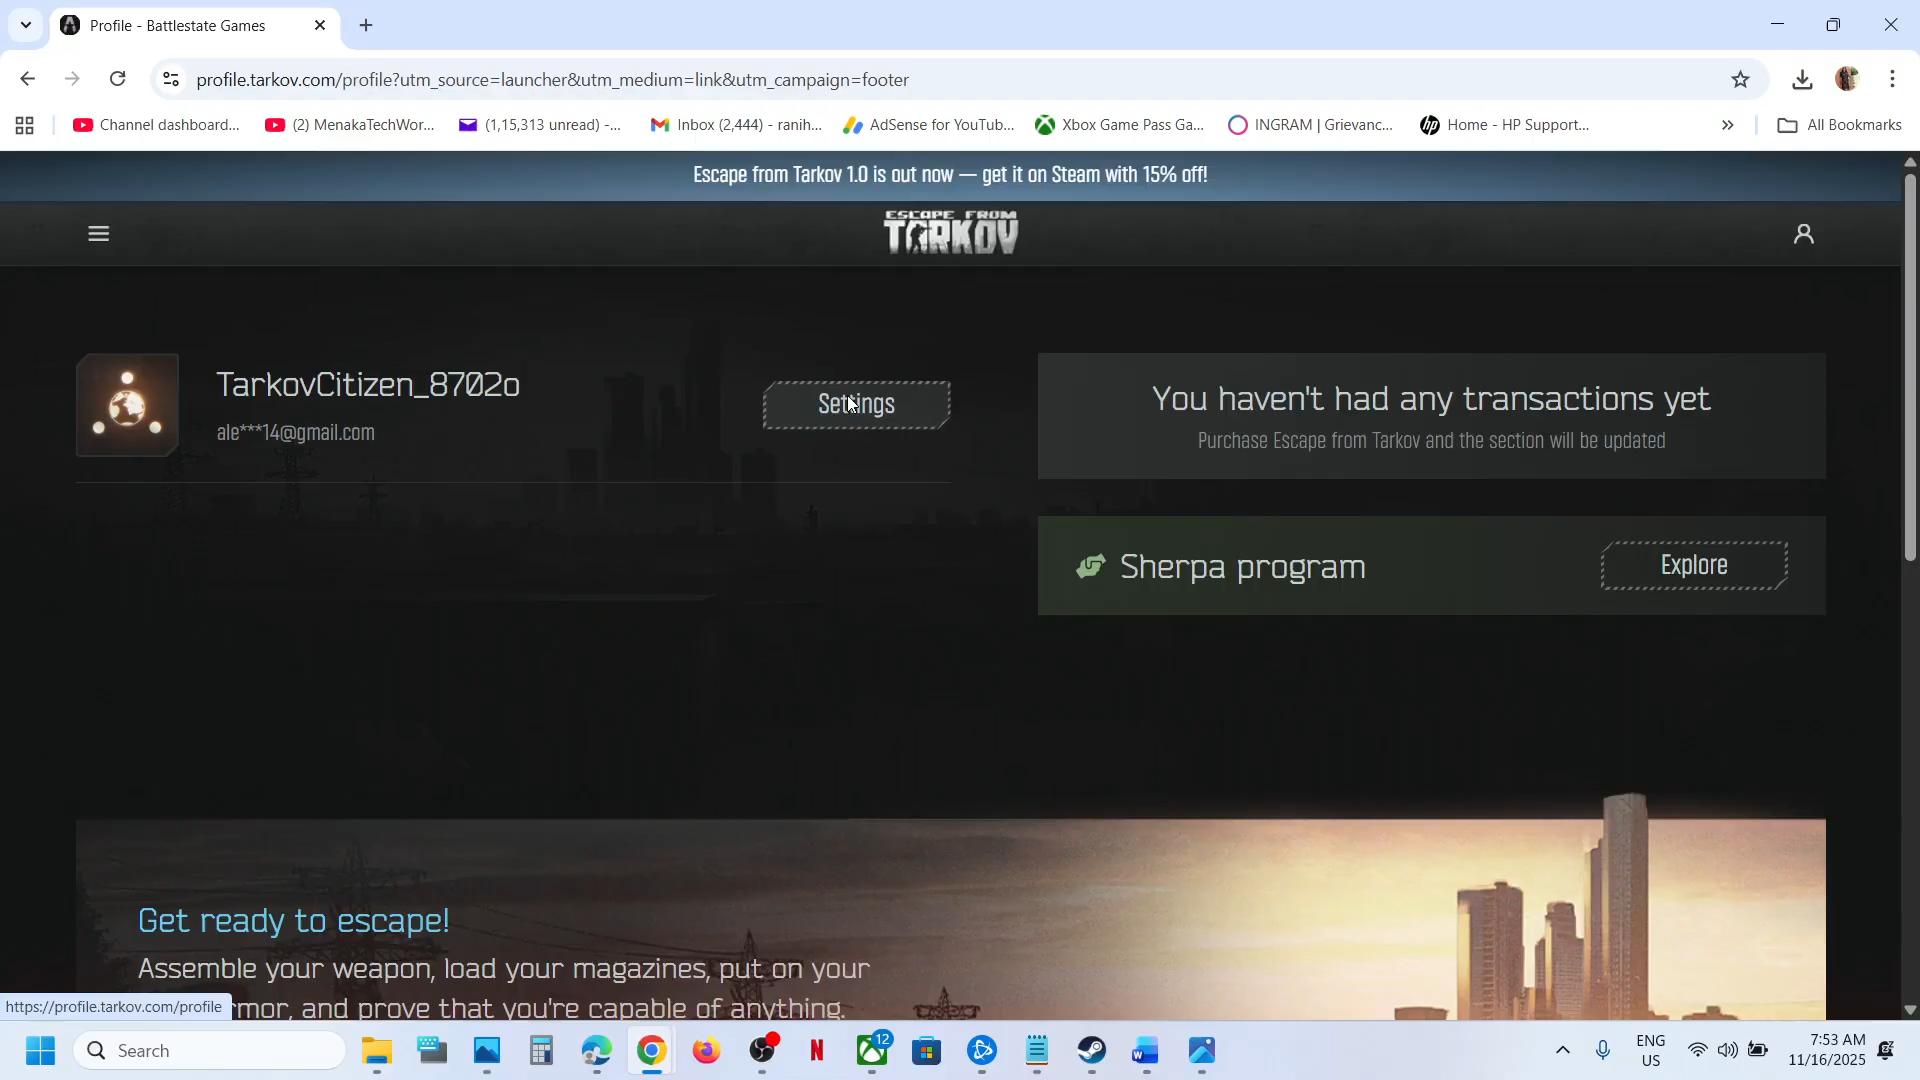 Profile - Battlestate Games
profile.tarkov.com/profile?utm_source=launcher&utm_medium=link&utm_campaign=footer
Channel dashboard...
(2) MenakaTechWor...
(1,15,313 unread) -...
Inbox (2,444) - ranih...
AdSense for YouTub...
Xbox Game Pass Ga...
INGRAM | Grievanc...
Home - HP Support...
All Bookmarks
Escape from Tarkov 1.0 is out now — get it on Steam with 15% off!
ESCAPE FROM
TARKOV
TarkovCitizen_8702o
ale***14@gmail.com
Settings
You haven't had any transactions yet
Purchase Escape from Tarkov and the section will be updated
Sherpa program
Explore
Get ready to escape!
Assemble your weapon, load your magazines, put on your
rmor, and prove that you're capable of anything.
https://profile.tarkov.com/profile
Search
12
ENG
US
7:53 AM
11/16/2025